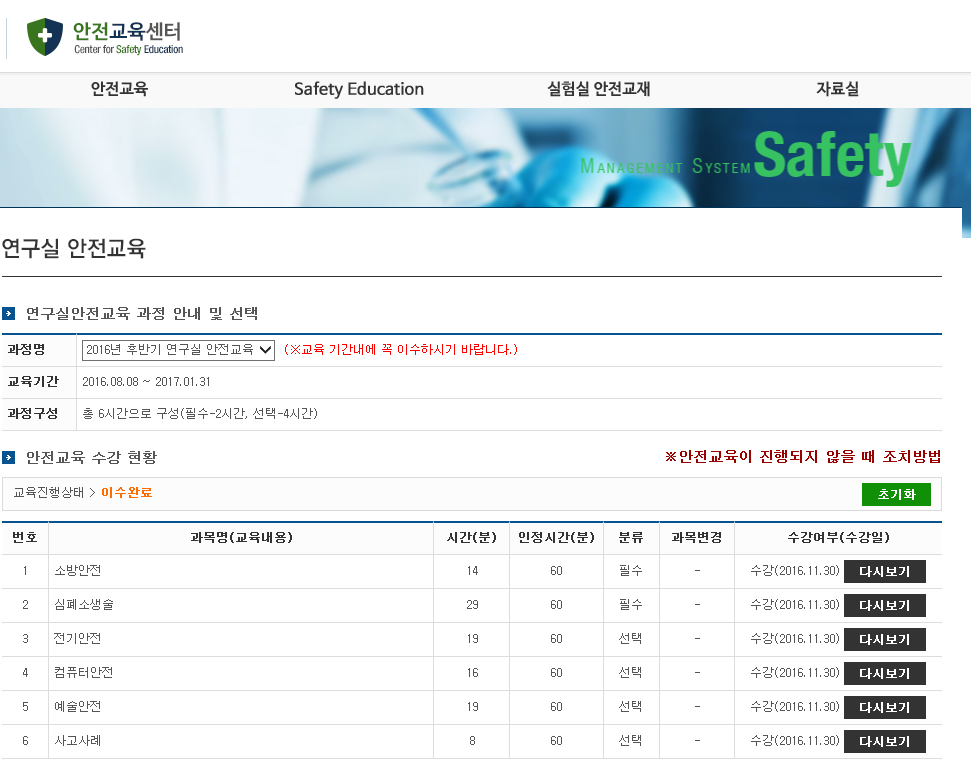 안전교육센터
Center for Safety Education
안전교육 Safety Education 실험실 안전교재 자료실
MANAGEMENT SYSTEM Safety
연구실 안전교육
연구실안전교육 과정 안내 및 선택
과정명 2016년 후반기 연구실 안전교육 (※교육 기간내에 꼭 이수하시기 바랍니다.)
교육기간 2016.08.08 ~ 2017.01.31
과정구성 총 6시간으로 구성(필수-2시간, 선택-4시간)
안전교육 수강 현황 ※안전교육이 진행되지 않을 때 조치방법
교육진행상태 > 이수완료 초기화
번호 과목명(교육내용) 시간(분) 인정시간(분) 분류 과목변경 수강여부(수강일)
1 소방안전 14 60 필수 - 수강(2016.11.30) 다시보기
2 심폐소생술 29 60 필수 - 수강(2016.11.30) 다시보기
3 전기안전 19 60 선택 - 수강(2016.11.30) 다시보기
4 컴퓨터안전 16 60 선택 - 수강(2016.11.30) 다시보기
5 예술안전 19 60 선택 - 수강(2016.11.30) 다시보기
6 사고사례 8 60 선택 - 수강(2016.11.30) 다시보기